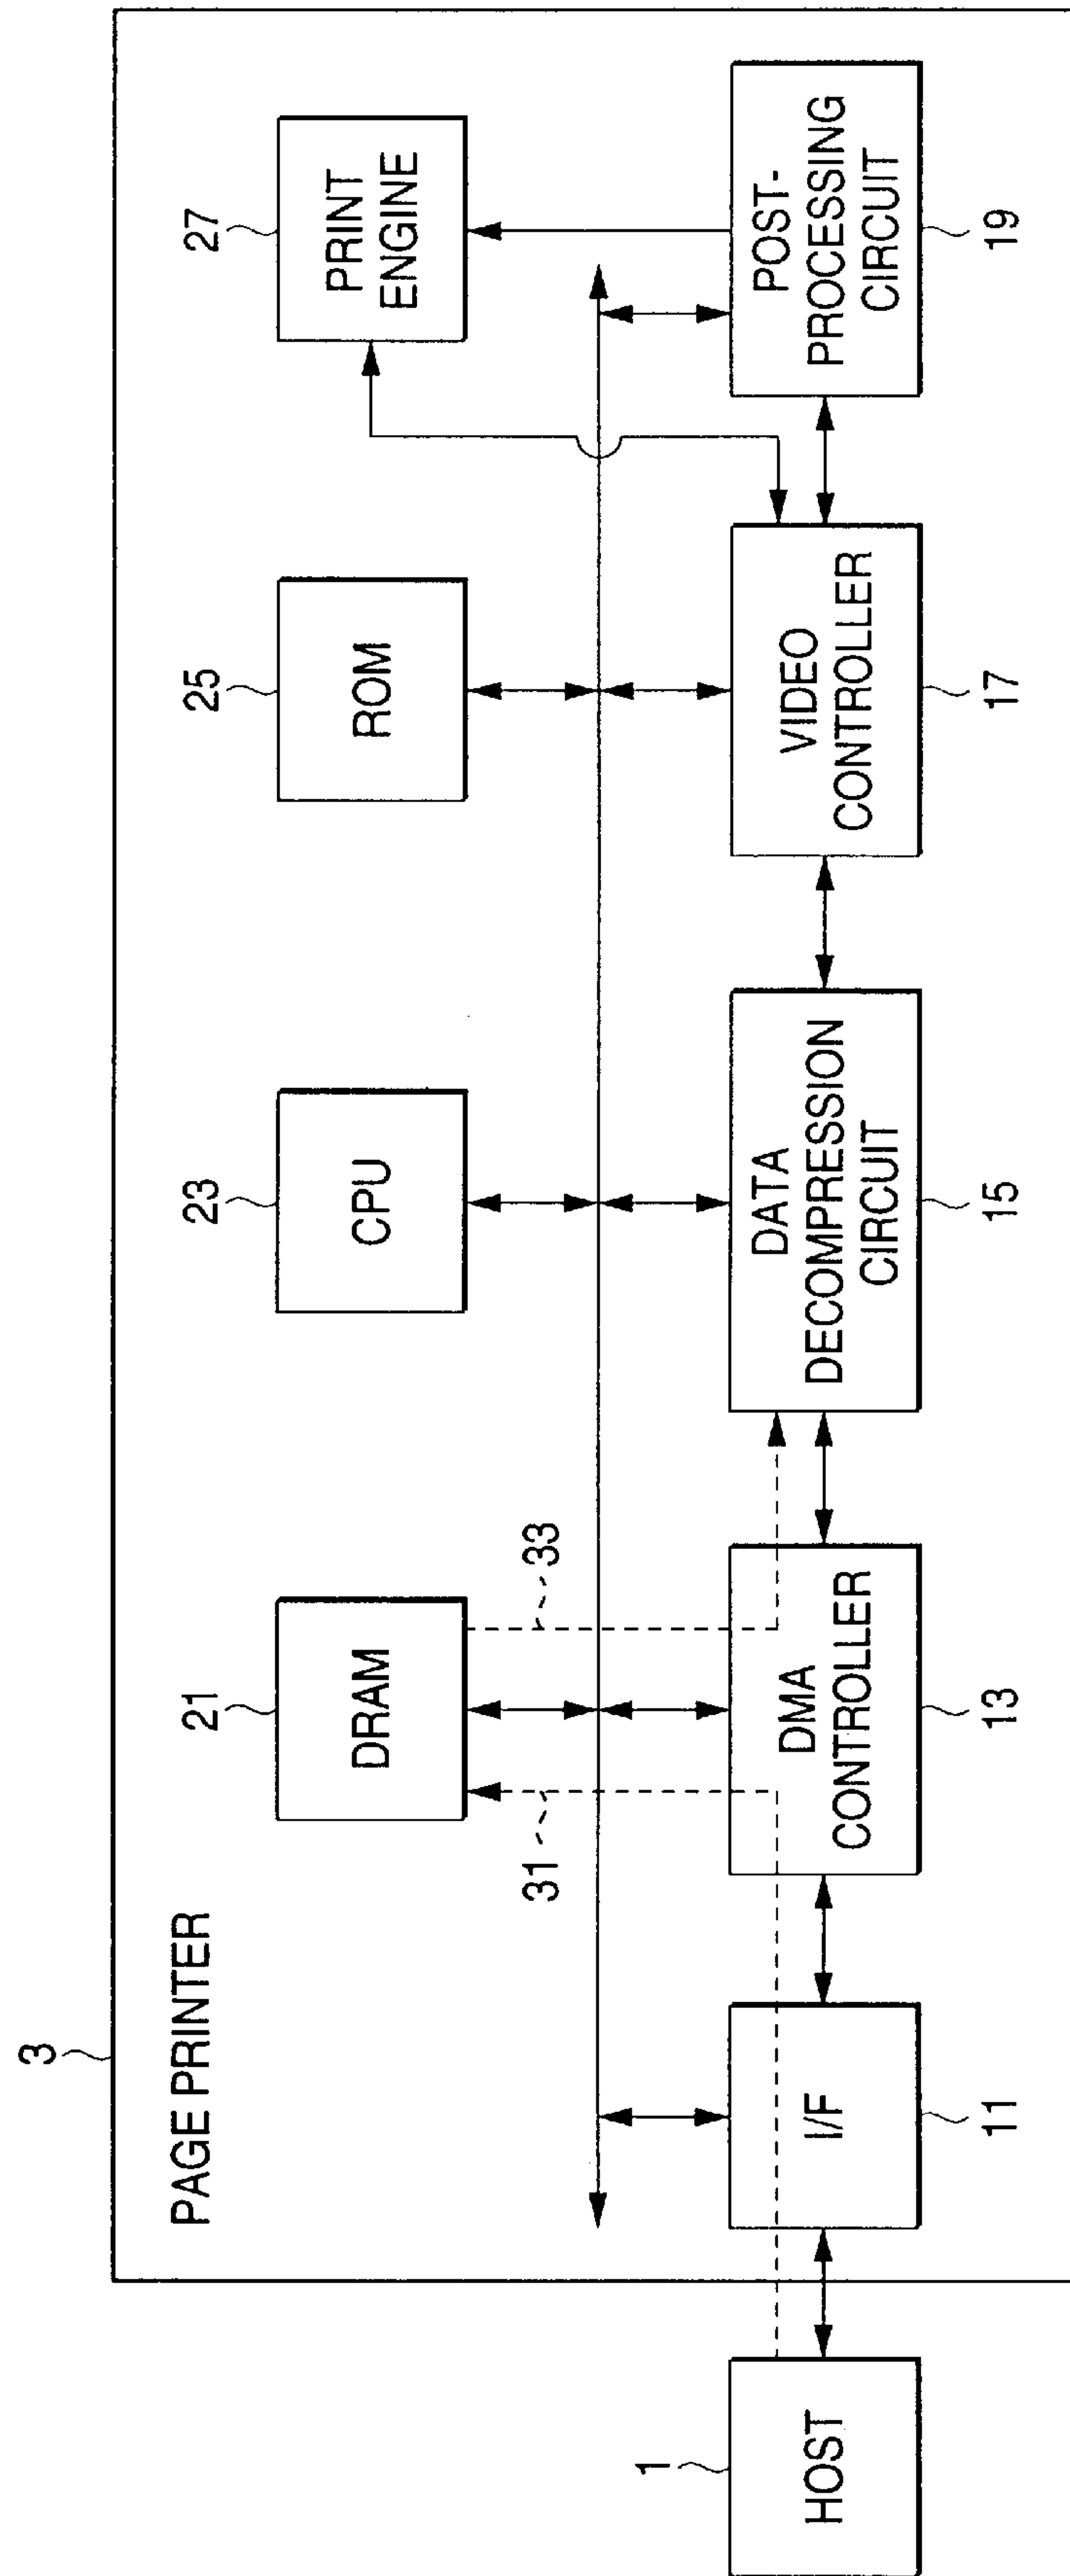 3
PAGE PRINTER
21
23
25
27
DRAM
CPU
ROM
PRINT
ENGINE
31
33
1
HOST
I/F
DMA
CONTROLLER
DATA
DECOMPRESSION
CIRCUIT
VIDEO
CONTROLLER
POST-
PROCESSING
CIRCUIT
11
13
15
17
19